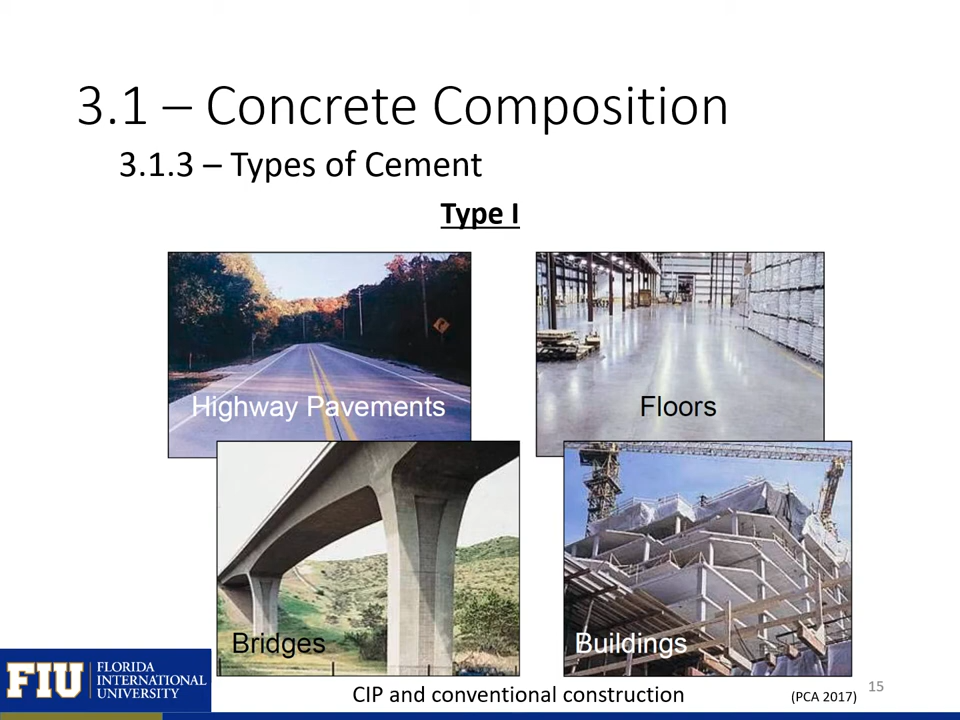 3.1 – Concrete Composition
3.1.3 – Types of Cement
Type I
Highway Pavements
Floors
Bridges
Buildings
FIU
FLORIDA
INTERNATIONAL
UNIVERSITY
CIP and conventional construction
(PCA 2017)
15